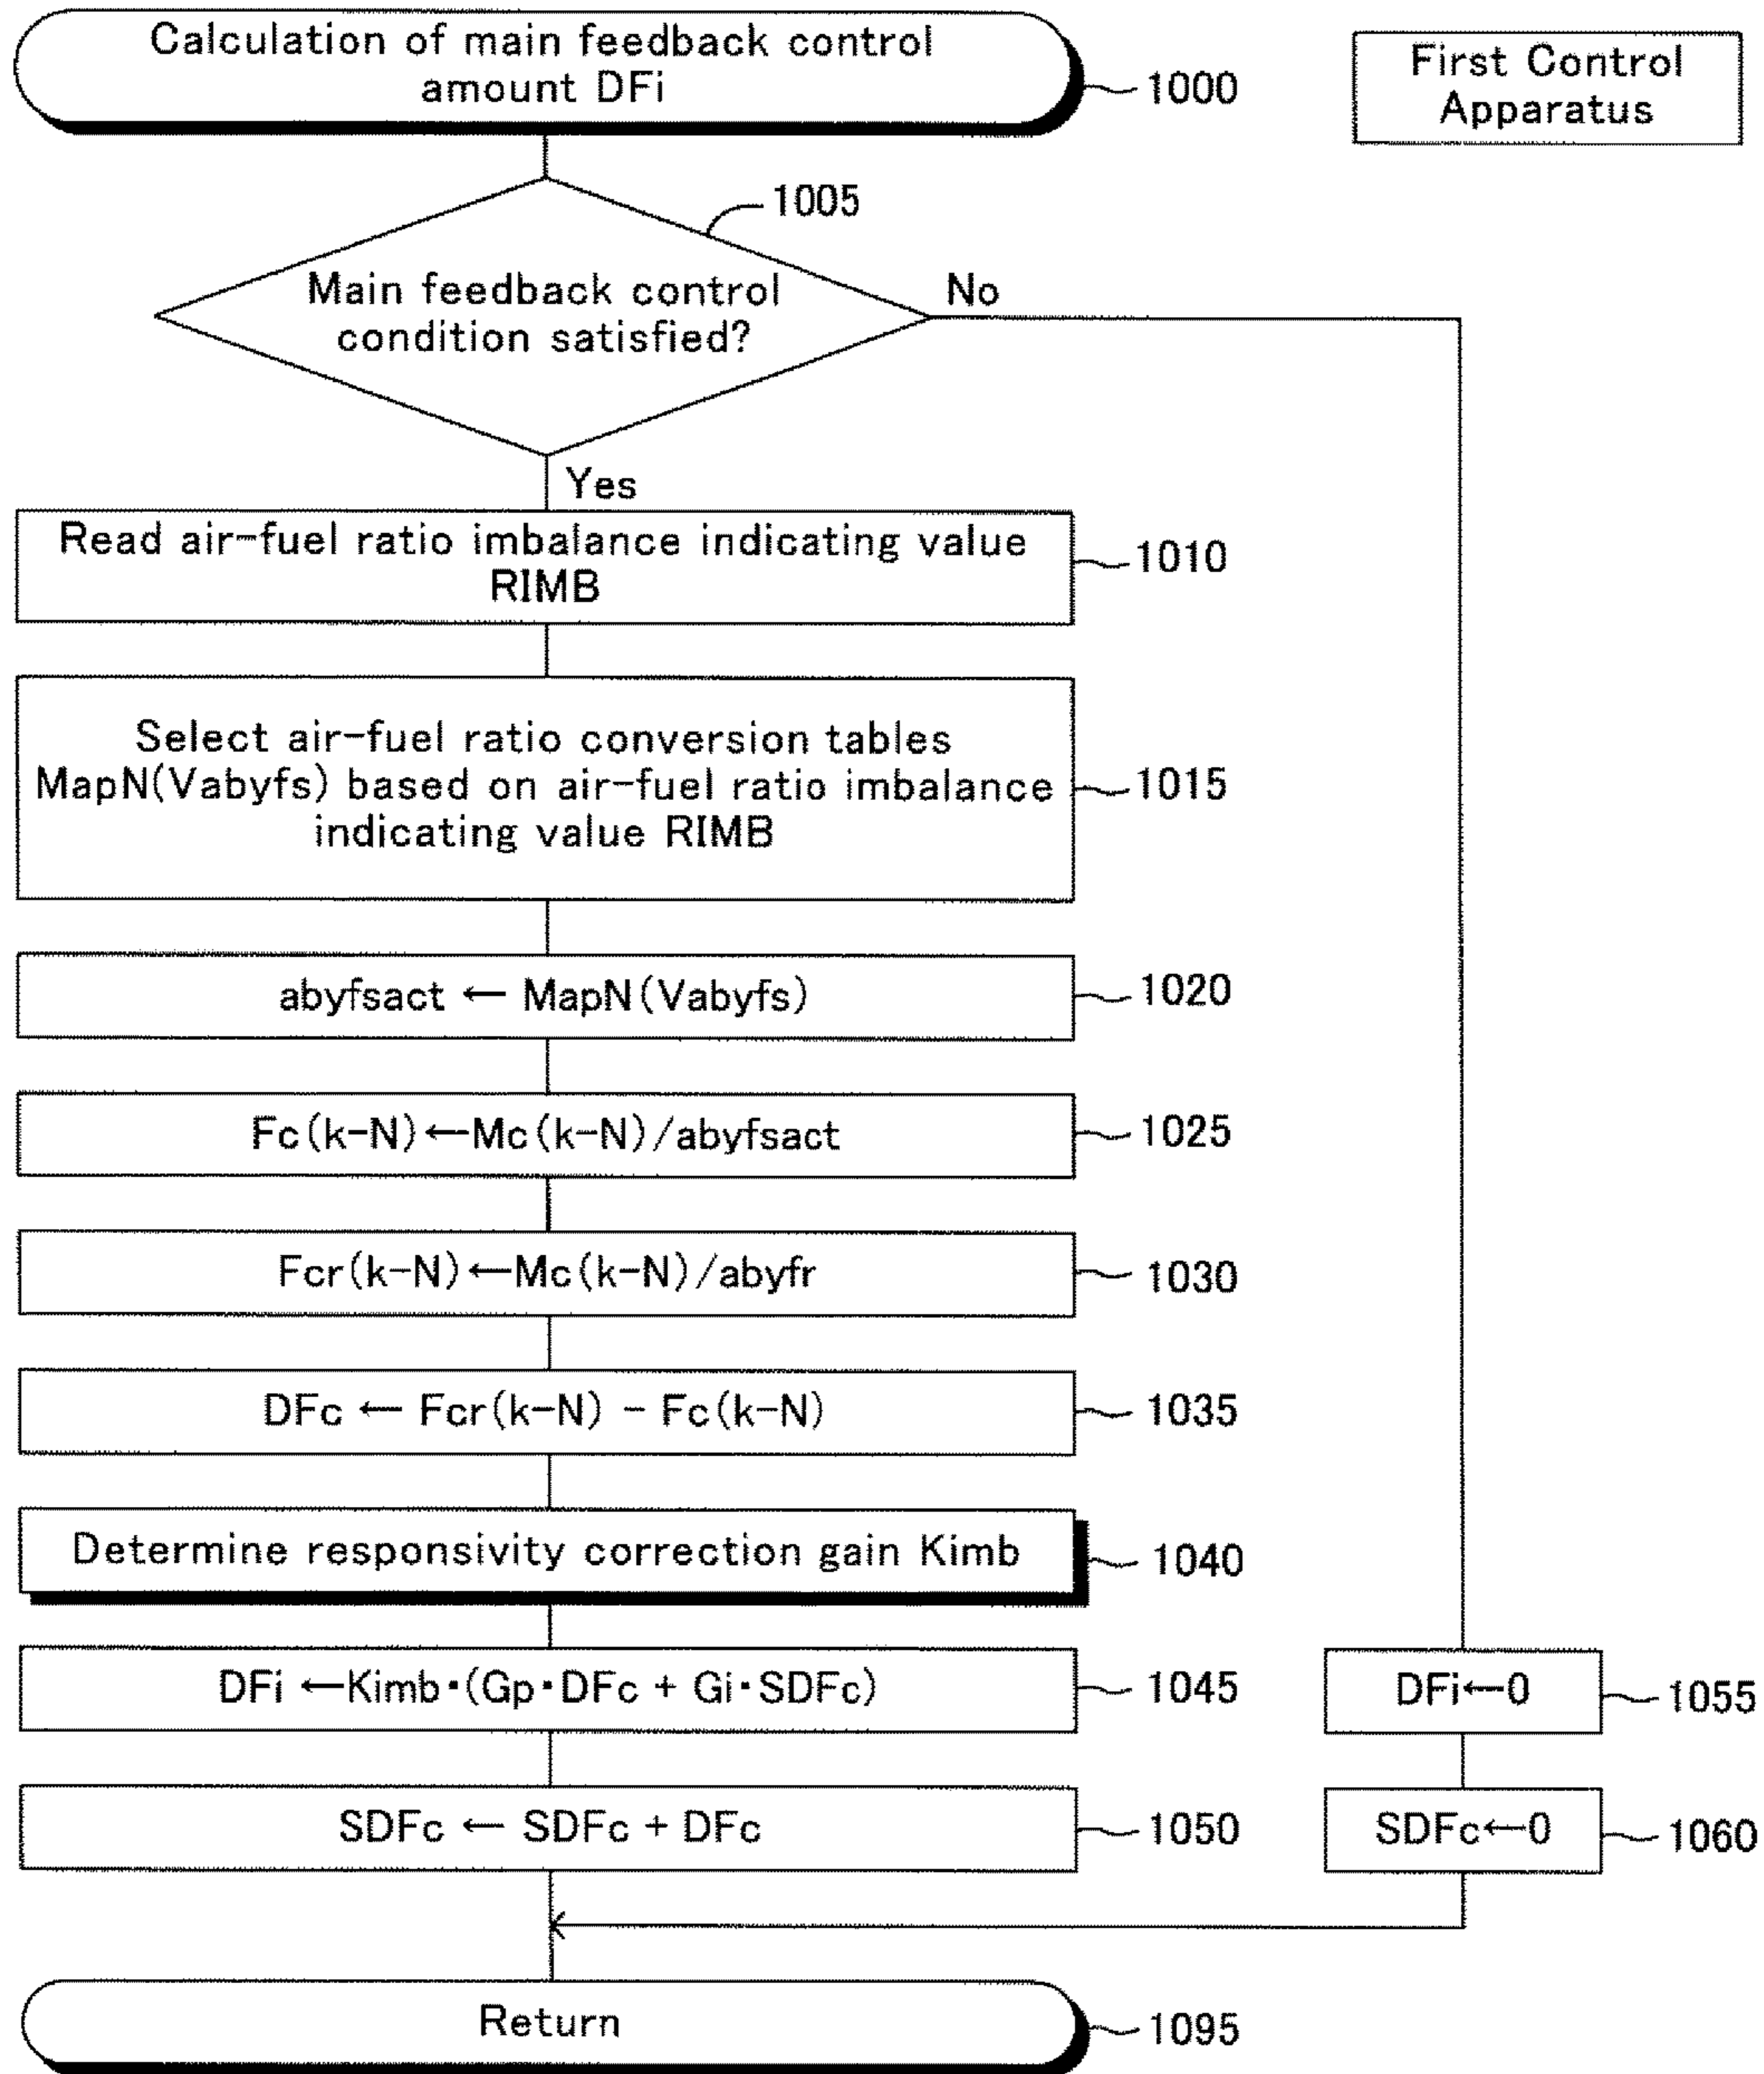 Calculation of main feedback control
amount DFi
1000
First Control
Apparatus
1005
Main feedback control
condition satisfied?
No
Yes
Read air-fuel ratio imbalance indicating value
RIMB
1010
Select air-fuel ratio conversion tables
MapN(Vabyfs) based on air-fuel ratio imbalance
indicating value RIMB
1015
abyfsact ← MapN(Vabyfs)
1020
Fc(k-N)←Mc(k-N)/abyfsact
1025
Fcr(k-N)←Mc(k-N)/abyfr
1030
DFc ← Fcr(k-N) - Fc(k-N)
1035
Determine responsivity correction gain Kimb
1040
DFi ←Kimb·(Gp·DFc + Gi·SDFc)
1045
DFi←0
1055
SDFc ← SDFc + DFc
1050
SDFc←0
1060
Return
1095